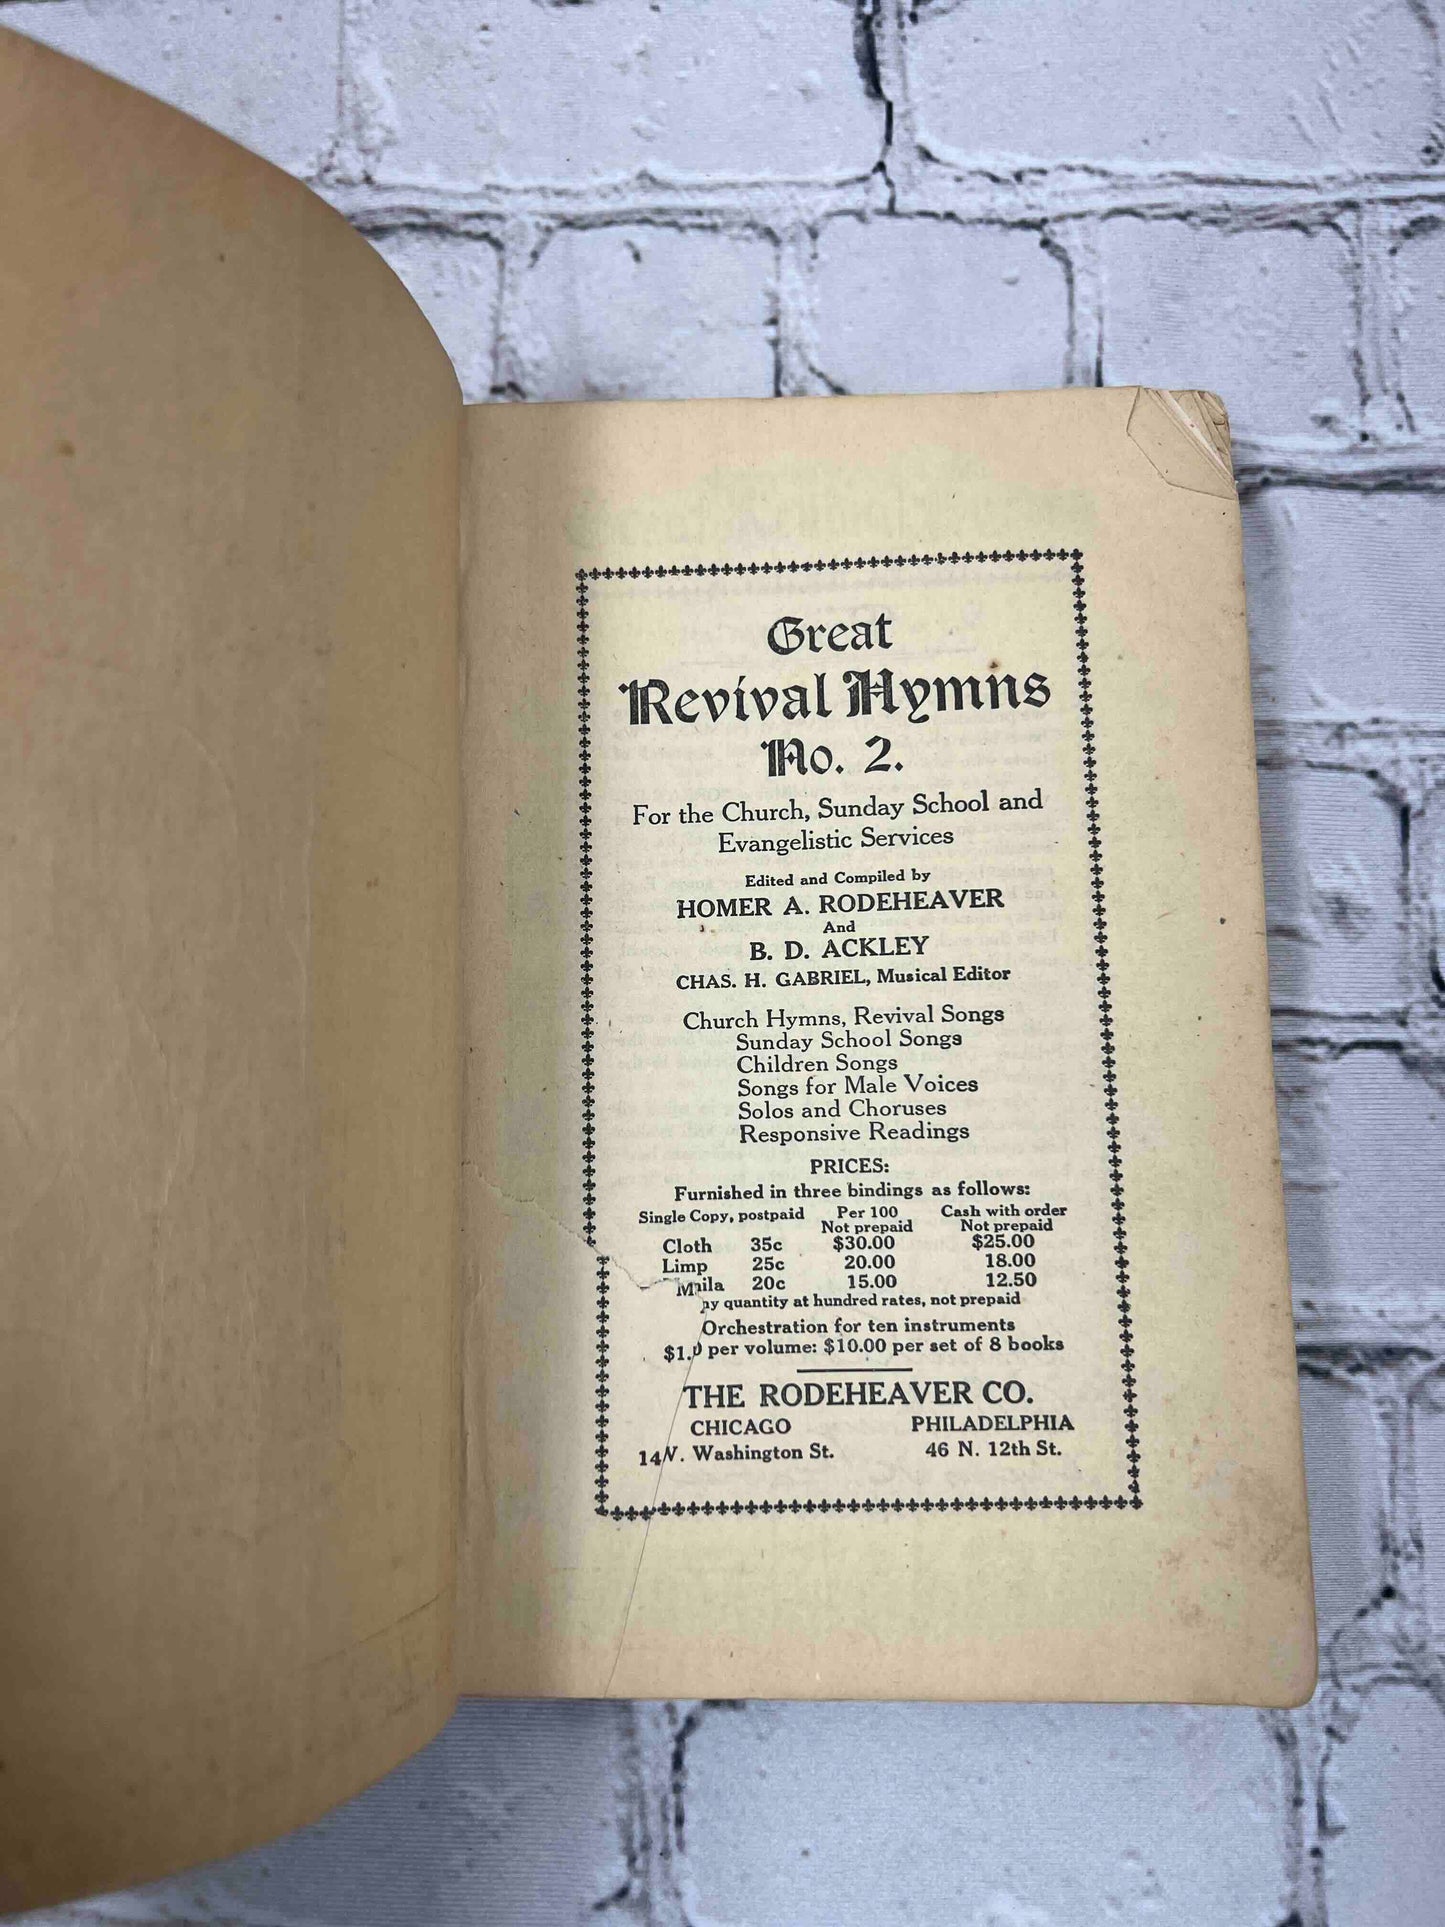 Great
Revival Hymns
No. 2.
For the Church, Sunday School and
Evangelistic Services
Edited and Compiled by
HOMER A. RODEHEAVER
And
B. D. ACKLEY
CHAS. H. GABRIEL, Musical Editor
Church Hymns, Revival Songs
Sunday School Songs
Children Songs
Songs for Male Voices
Solos and Choruses
Responsive Readings
PRICES:
Furnished in three bindings as follows:
Single Copy, postpaid Per 100 Cash with order
Not prepaid Not prepaid
Cloth 35c $30.00 $25.00
Limp 25c 20.00 18.00
Manila 20c 15.00 12.50
quantity at hundred rates, not prepaid
Orchestration for ten instruments
per volume: $10.00 per set of 8 books
THE RODEHEAVER CO.
CHICAGO PHILADELPHIA
14 W. Washington St. 46 N. 12th St.